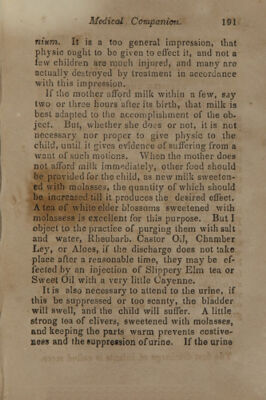 Medical Companion. 191
nium. It is a too general impression, that
physic ought to be given to effect it, and not a
few children are much injured, and many are
actually destroyed by treatment in accordance
with this impression.
If the mother afford milk within a few, say
two or three hours after its birth, that milk is
best adapted to the accomplishment of the ob-
ject. But, whether she does or not, it is not
necessary nor proper to give physic to the
child, until it gives evidence of suffering from a
want of such motions. When the mother does
not afford milk immediately, other food should
be provided for the child, as new milk sweeten-
ed with molasses, the quantity of which should
be increased till it produces the desired effect.
A tea of white elder blossoms sweetened with
molassess is excellent for this purpose. But I
object to the practice of purging them with salt
and water, Rheubarb. Castor Oil, Chamber
Ley, or Aloes, if the discharge does not take
place after a reasonable time, they may be ef-
fected by an injection of Slippery Elm tea or
Sweet Oil with a very little Cayenne.
It is also necessary to attend to the urine, if
this be suppressed or too scanty, the bladder
will swell, and the child will suffer. A little
strong tea of clivers, sweetened with molasses,
and keeping the parts warm prevents costive-
ness and the suppression of urine. If the urine